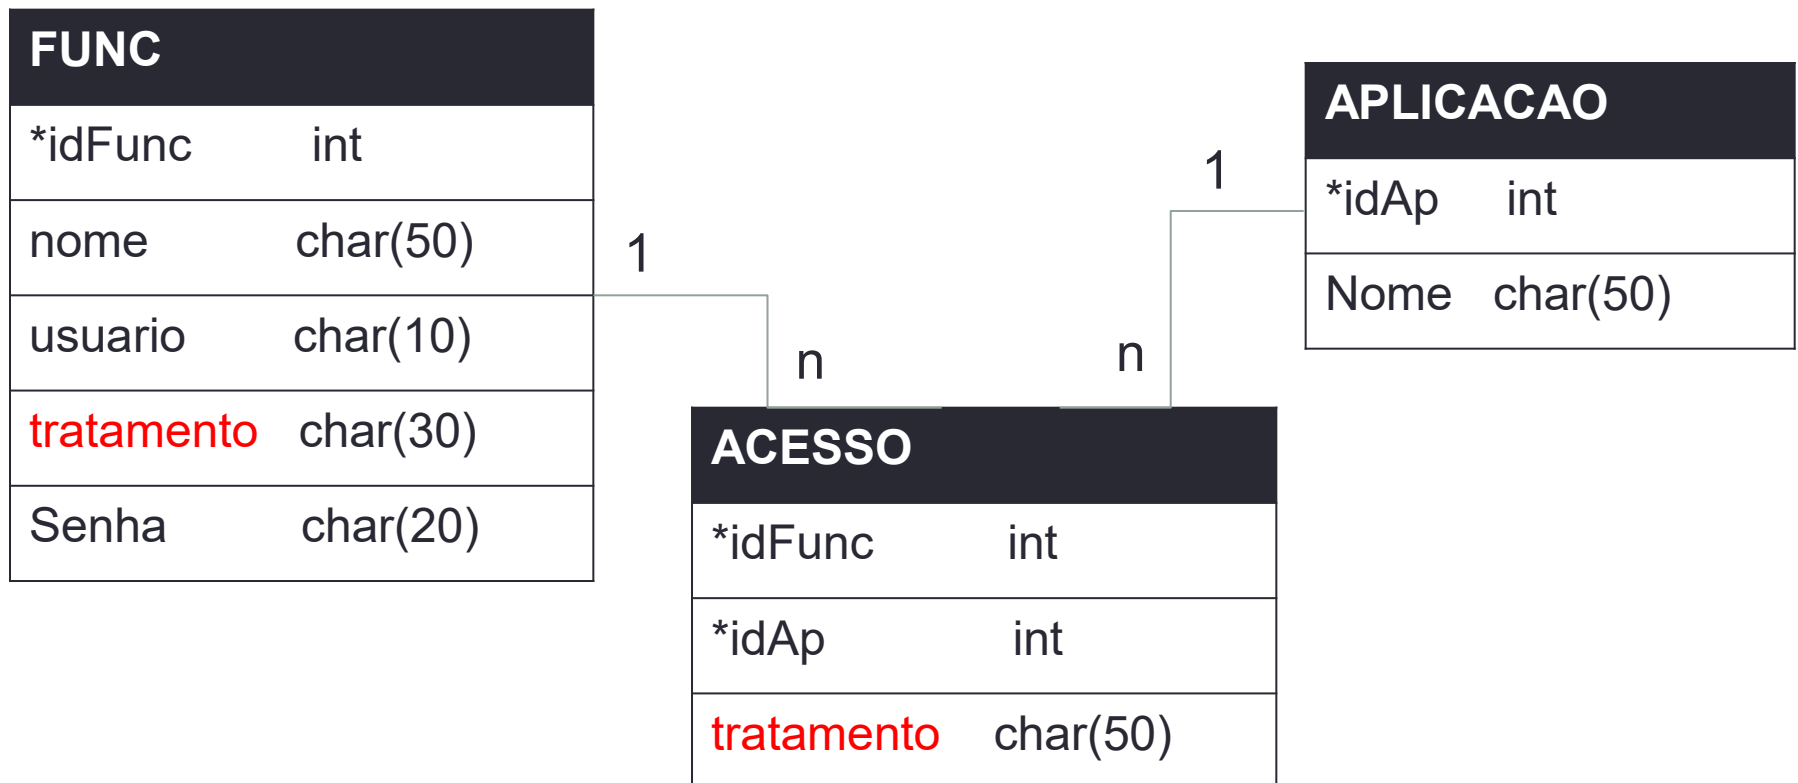 FUNC
*idFunc int
nome char(50)
usuario char(10)
tratamento char(30)
Senha char(20)
1
n
APLICACAO
*idAp int
Nome char(50)
1
n
ACESSO
*idFunc int
*idAp int
tratamento char(50)